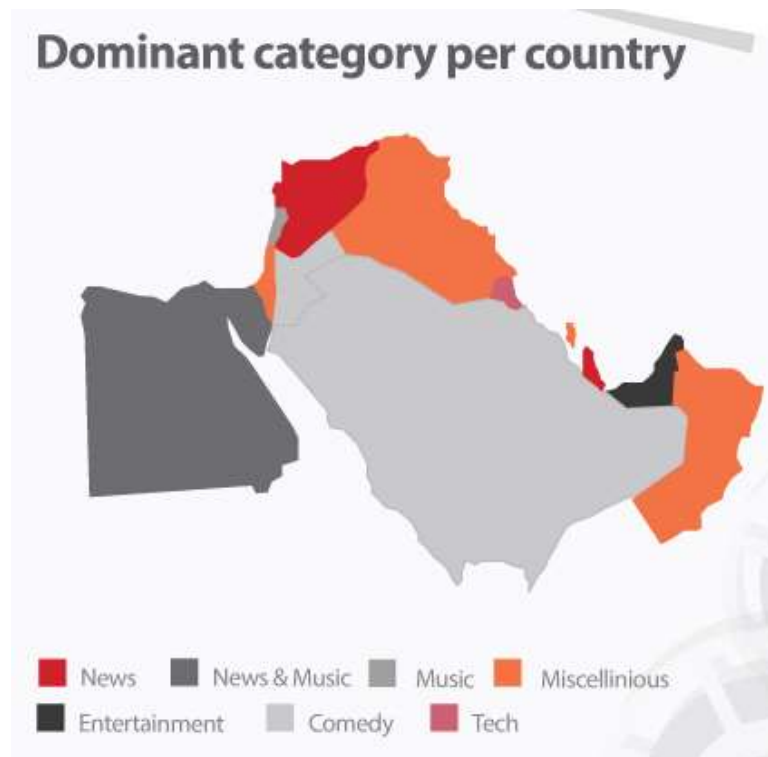 Dominant category per country
News News & Music Music Miscellinious
Entertainment Comedy Tech